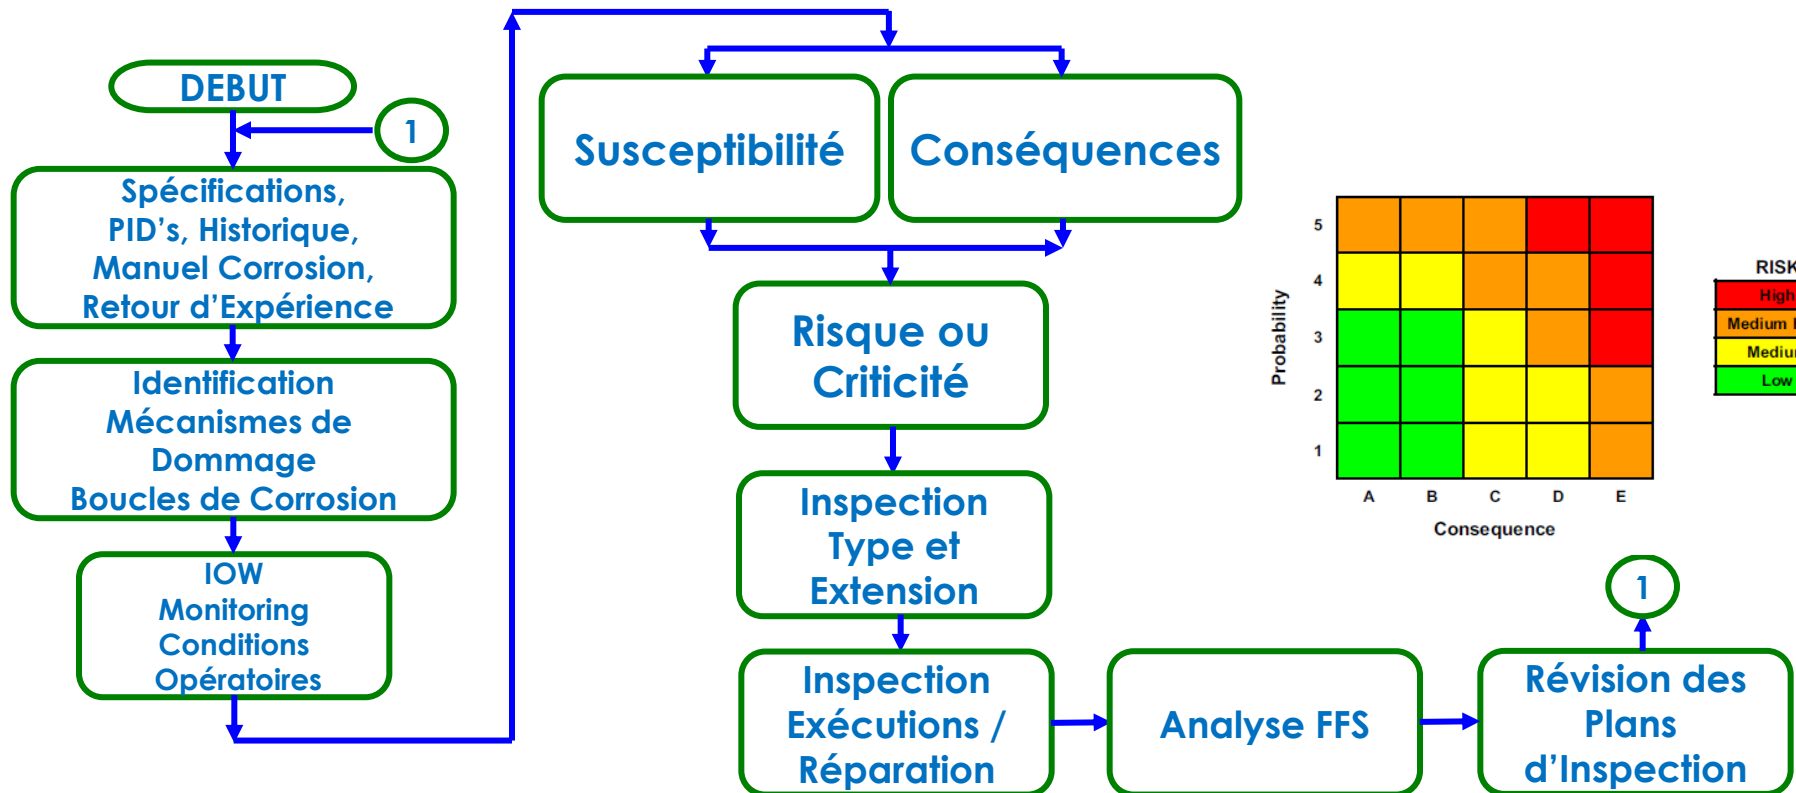 DEBUT
1
Spécifications,
PID's, Historique,
Manuel Corrosion,
Retour d'Expérience
Identification
Mécanismes de
Dommage
Boucles de Corrosion
IOW
Monitoring
Conditions
Opératoires
Susceptibilité
Conséquences
Risque ou
Criticité
Inspection
Type et
Extension
Inspection
Exécutions /
Réparation
Analyse FFS
Révision des
Plans
d'Inspection
1
Probability
5
4
3
2
1
A B C D E
Consequence
RISK
High
Medium
Medium
Low